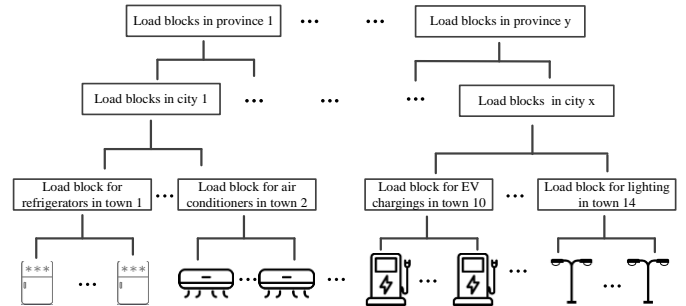 Load blocks in province 1
... ...
Load blocks in province y
Load blocks in city 1
... ... ...
Load blocks in city x
Load block for
refrigerators in town 1
...
Load block for air
conditioners in town 2
Load block for EV
chargings in town 10
...
Load block for lighting
in town 14
*** ... *** ... ... ... ...